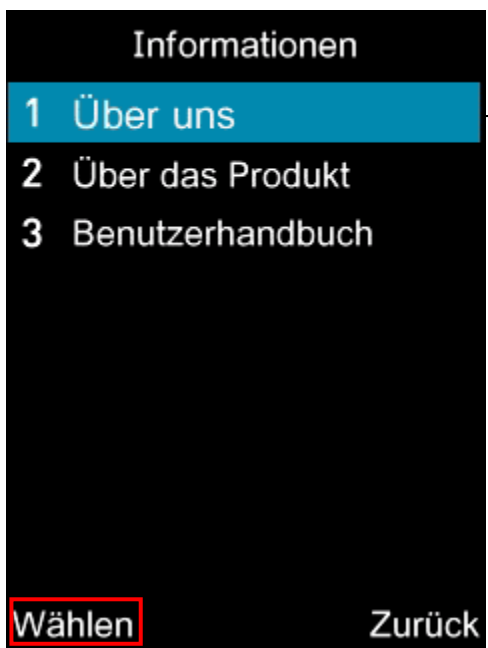 Informationen
1 Über uns
2 Über das Produkt
3 Benutzerhandbuch
Wählen Zurück